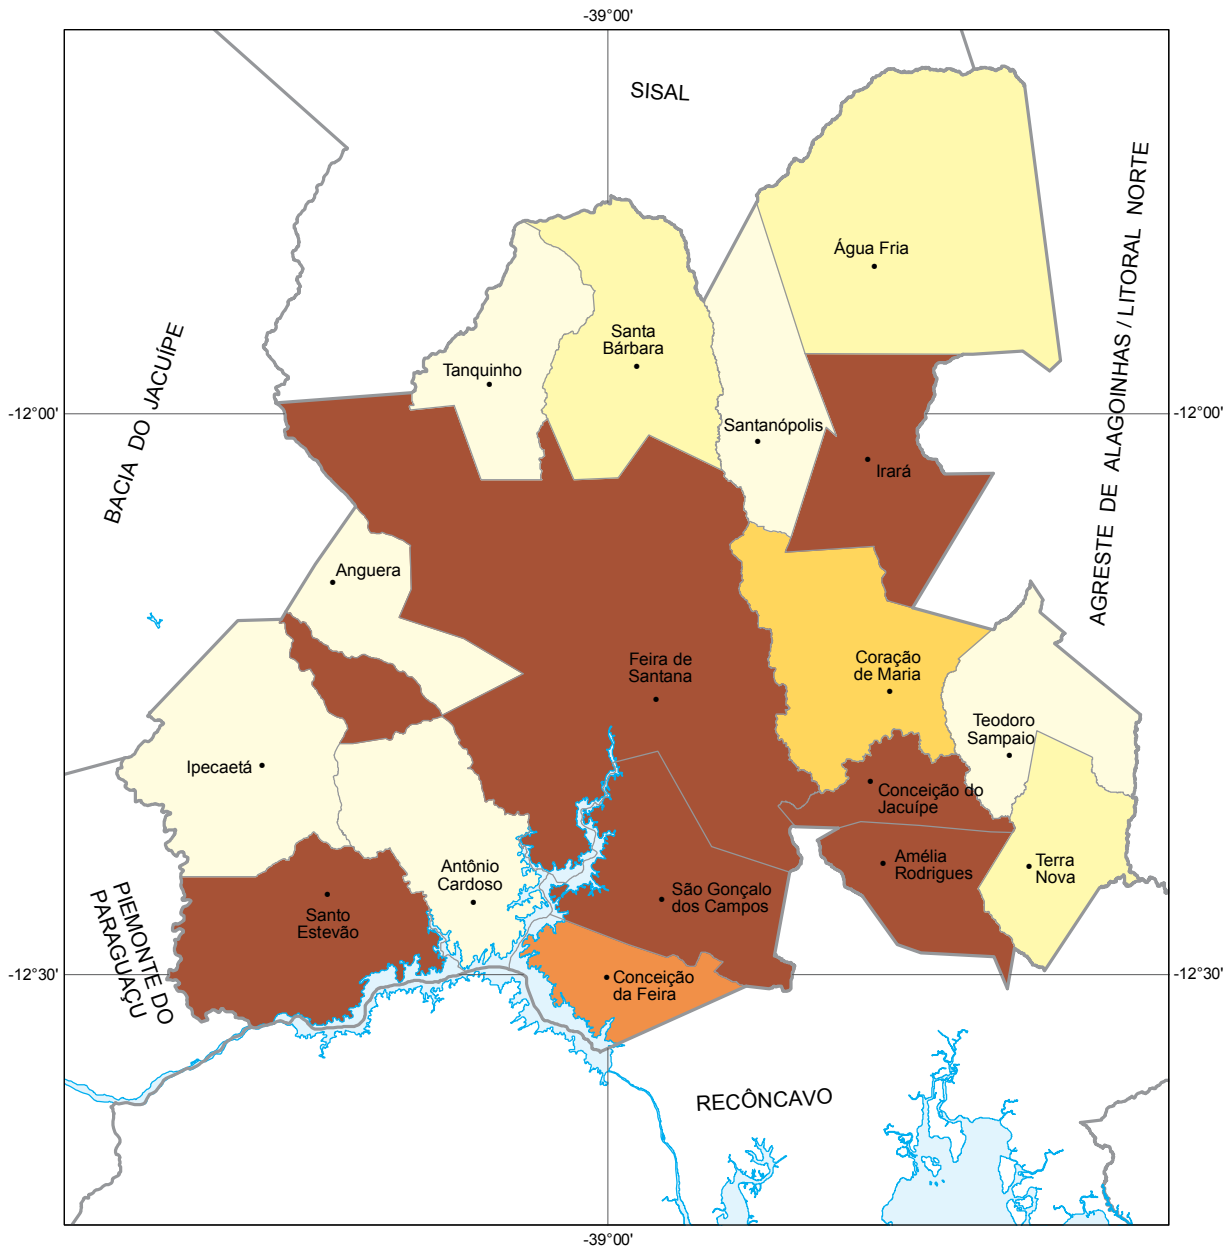 -39°00'
SISAL
AGRESTE DE ALAGOINHAS / LITORAL NORTE
Água Fria
BACIA DO JACUÍPE
Santa
Bárbara
Tanquinho
-12°00'
-12°00'
Santanópolis
Irará
Anguera
Feira de
Santana
Coração
de Maria
Teodoro
Sampaio
Ipecaetá
Conceição do
Jacuípe
Antônio
Cardoso
Amélia
Rodrigues
Terra
Nova
São Gonçalo
dos Campos
Santo
Estevão
PIEMONTE DO
PARAGUAÇU
-12°30'
-12°30'
Conceição
da Feira
RECÔNCAVO
-39°00'